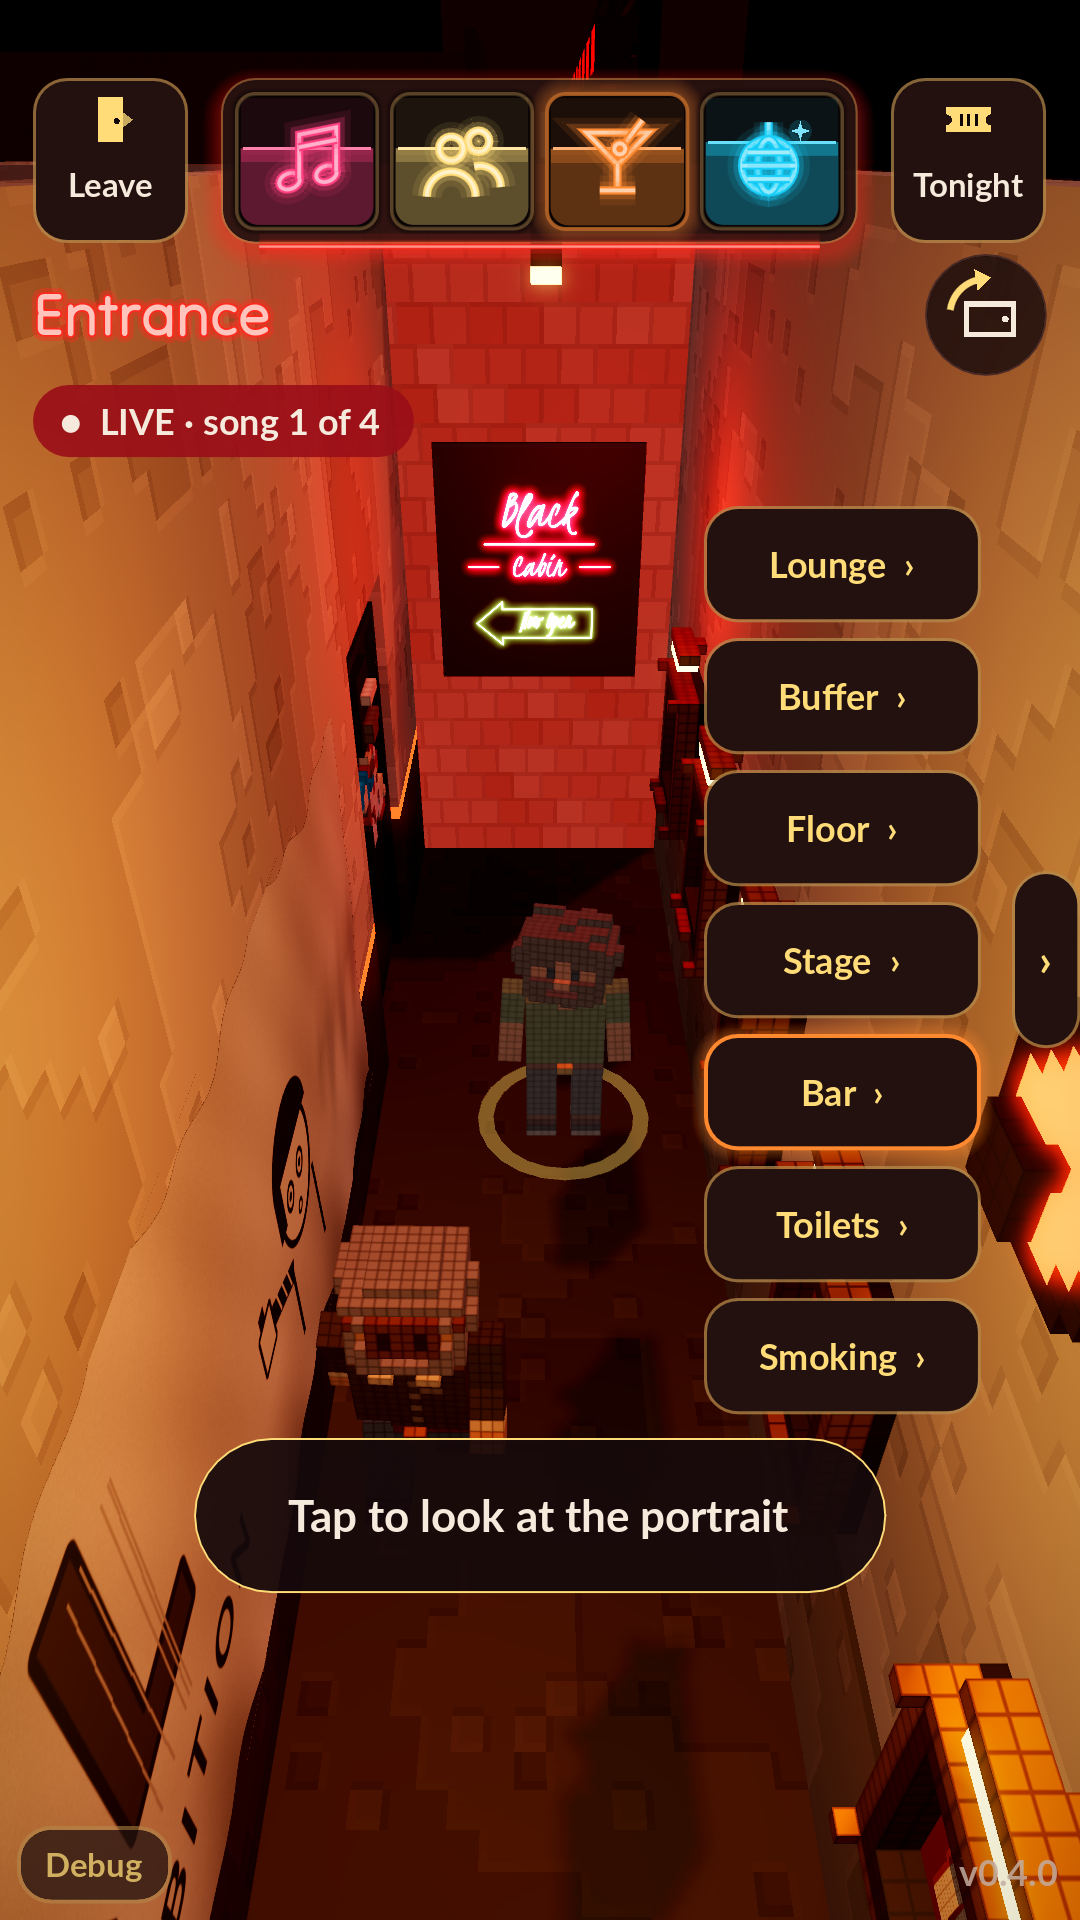 Leave
Tonight
Entrance
LIVE · song 1 of 4
Black
Cabin
Lounge ›
Buffer ›
Floor ›
Stage ›
Bar ›
Toilets ›
Smoking ›
›
Tap to look at the portrait
Debug
v0.4.0